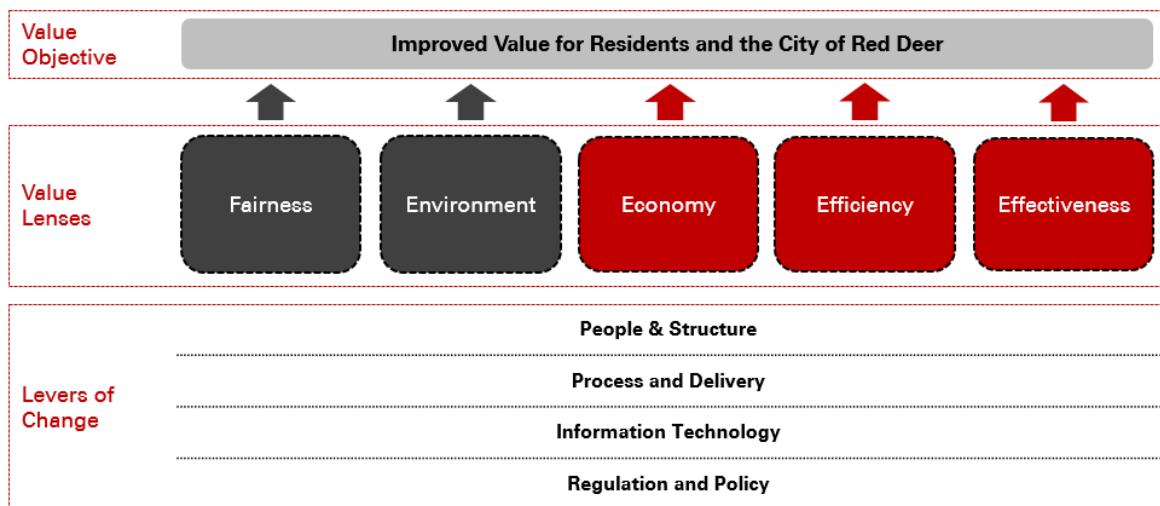 Value
Objective
Improved Value for Residents and the City of Red Deer
Value
Lenses
Fairness
Environment
Economy
Efficiency
Effectiveness
Levers of
Change
People & Structure
Process and Delivery
Information Technology
Regulation and Policy